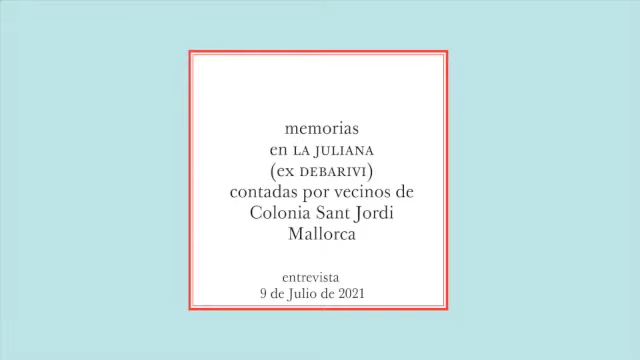 memorias
en LA JULIANA
(ex DEBARIVI)
contadas por vecinos de
Colonia Sant Jordi
Mallorca
entrevista
9 de Julio de 2021